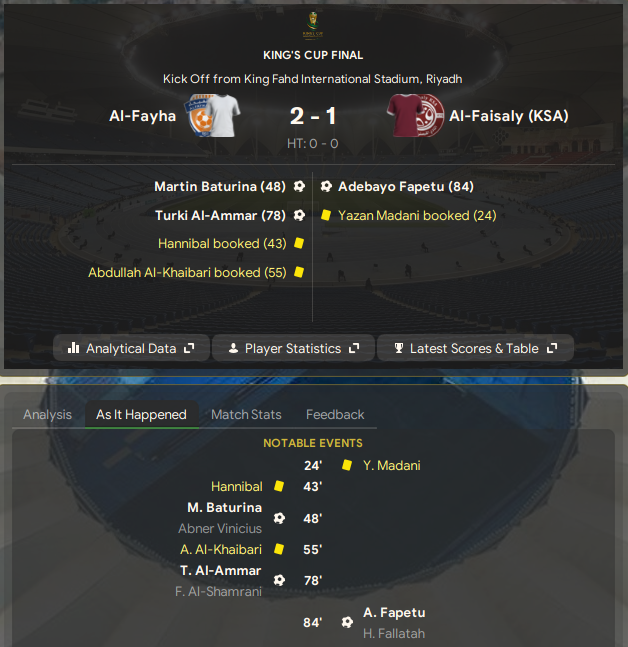 KING'S CUP FINAL
Kick Off from King Fahd International Stadium, Riyadh
Al-Fayha 2 - 1 Al-Faisaly (KSA)
HT: 0 - 0
Martin Baturina (48) Adebayo Fapetu (84)
Turki Al-Ammar (78) Yazan Madani booked (24)
Hannibal booked (43)
Abdullah Al-Khaibari booked (55)
Analytical Data Player Statistics Latest Scores & Table
Analysis As It Happened Match Stats Feedback
NOTABLE EVENTS
24' Y. Madani
Hannibal 43'
M. Baturina
48'
Abner Vinicius
A. Al-Khaibari 55'
T. Al-Ammar
78'
F. Al-Shamrani
A. Fapetu
84'
H. Fallatah